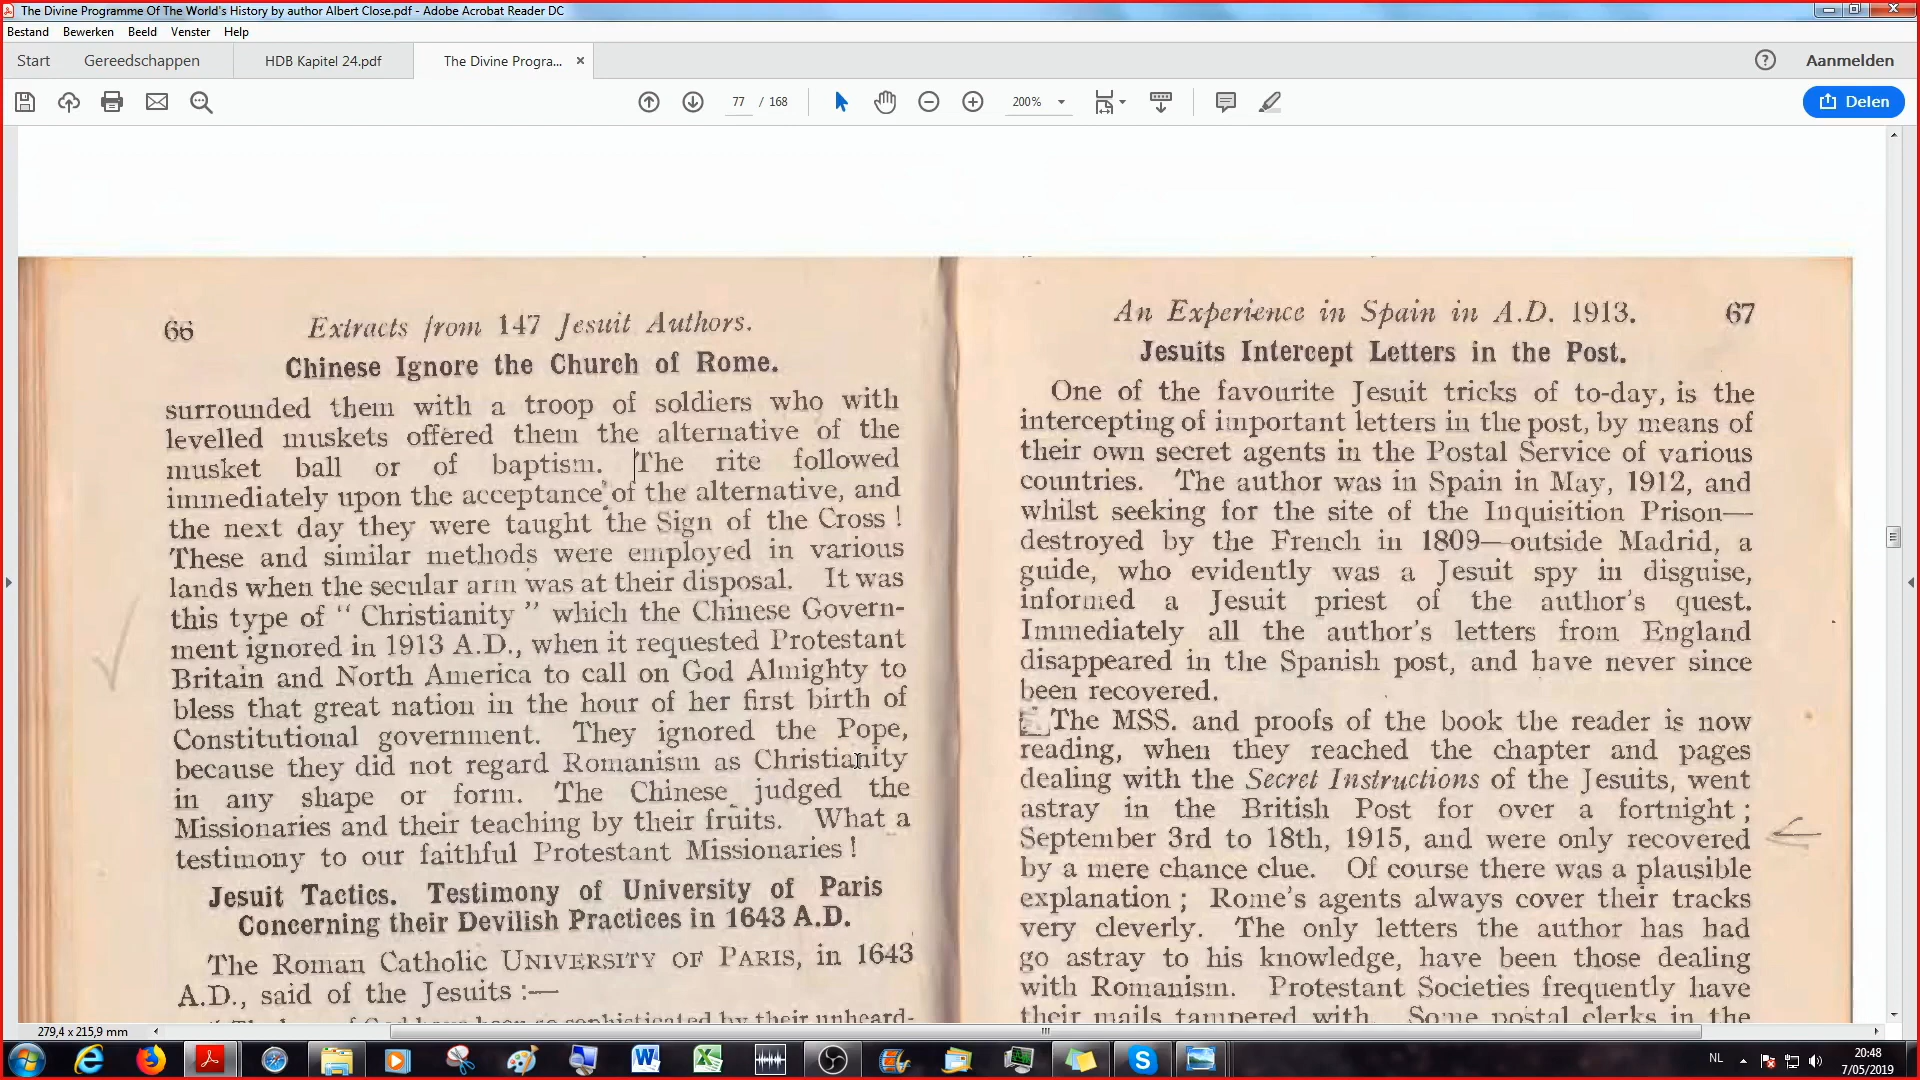 The Divine Programme Of The World's History by author Albert Close.pdf - Adobe Acrobat Reader DC
Bestand Bewerken Beeld Venster Help
Start Gereedschappen HDB Kapitel 24.pdf The Divine Progra... × Aanmelden
77 / 168 200% Delen
66 Extracts from 147 Jesuit Authors.
Chinese Ignore the Church of Rome.
surrounded them with a troop of soldiers who with
levelled muskets offered them the alternative of the
musket ball or of baptism. The rite followed
immediately upon the acceptance of the alternative, and
the next day they were taught the Sign of the Cross !
These and similar methods were employed in various
lands when the secular arm was at their disposal. It was
this type of " Christianity " which the Chinese Govern-
ment ignored in 1913 A.D., when it requested Protestant
Britain and North America to call on God Almighty to
bless that great nation in the hour of her first birth of
Constitutional government. They ignored the Pope,
because they did not regard Romanism as Christianity
in any shape or form. The Chinese judged the
Missionaries and their teaching by their fruits. What a
testimony to our faithful Protestant Missionaries !
Jesuit Tactics. Testimony of University of Paris
Concerning their Devilish Practices in 1643 A.D.
The Roman Catholic UNIVERSITY OF PARIS, in 1643
A.D., said of the Jesuits :—
sophisticated by their unheard-
An Experience in Spain in A.D. 1913. 67
Jesuits Intercept Letters in the Post.
One of the favourite Jesuit tricks of to-day, is the
intercepting of important letters in the post, by means of
their own secret agents in the Postal Service of various
countries. The author was in Spain in May, 1912, and
whilst seeking for the site of the Inquisition Prison—
destroyed by the French in 1809—outside Madrid, a
guide, who evidently was a Jesuit spy in disguise,
informed a Jesuit priest of the author's quest.
Immediately all the author's letters from England
disappeared in the Spanish post, and have never since
been recovered.
The MSS. and proofs of the book the reader is now
reading, when they reached the chapter and pages
dealing with the Secret Instructions of the Jesuits, went
astray in the British Post for over a fortnight ;
September 3rd to 18th, 1915, and were only recovered
by a mere chance clue. Of course there was a plausible
explanation ; Rome's agents always cover their tracks
very cleverly. The only letters the author has had
go astray to his knowledge, have been those dealing
with Romanism. Protestant Societies frequently have
their mails tampered with. Some postal clerks in the
279,4 x 215,9 mm
NL 20:48
7/05/2019